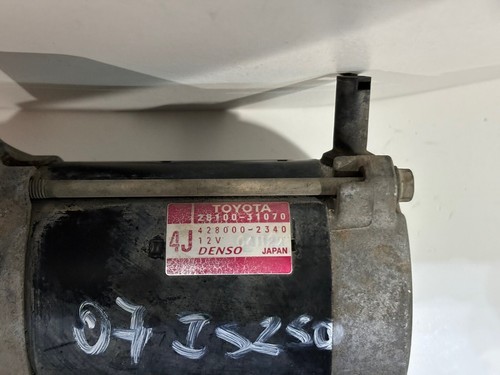 TOYOTA
28100-31070
428000-2340
4J 12V
DENSO JAPAN
07 IS250